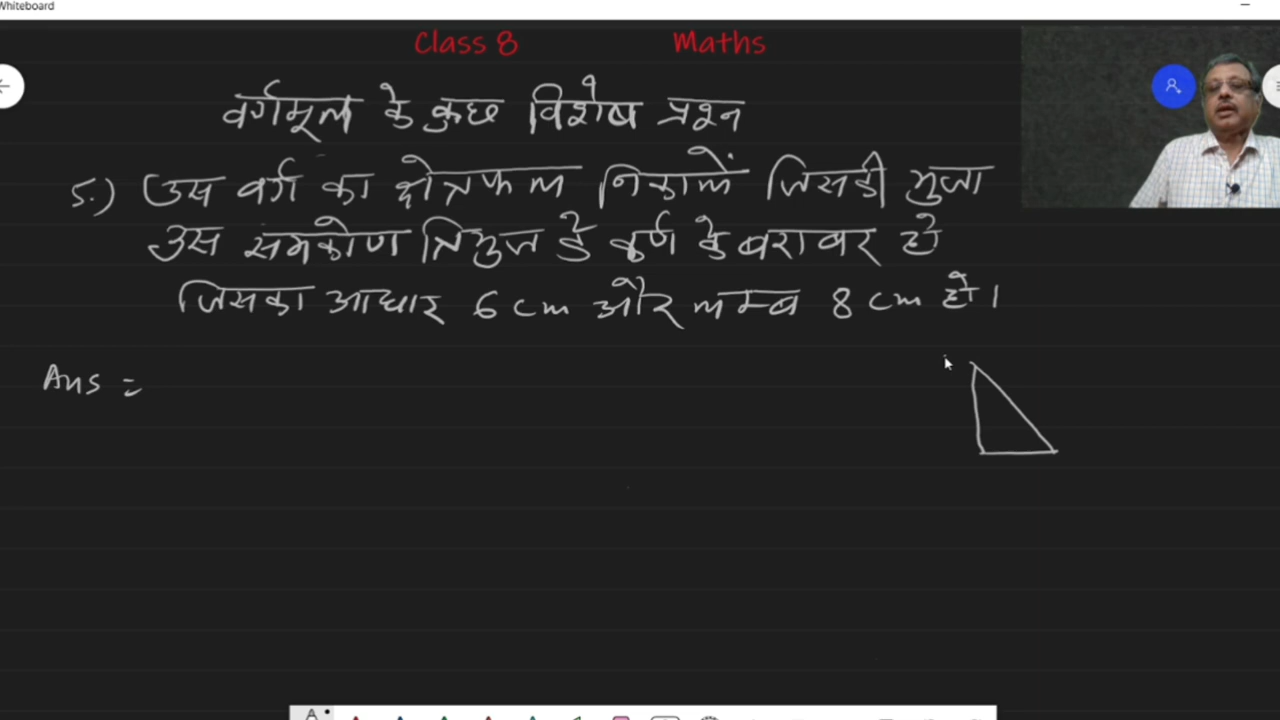 Whiteboard
Class 8 Maths
वर्गमूल के कुछ विशेष प्रश्न
5.) उस वर्ग का क्षेत्रफल निकालें जिसकी भुजा
उस समकोण त्रिभुज के कर्ण के बराबर हो
जिसका आधार 6 cm और लम्ब 8 cm हो।
Ans =